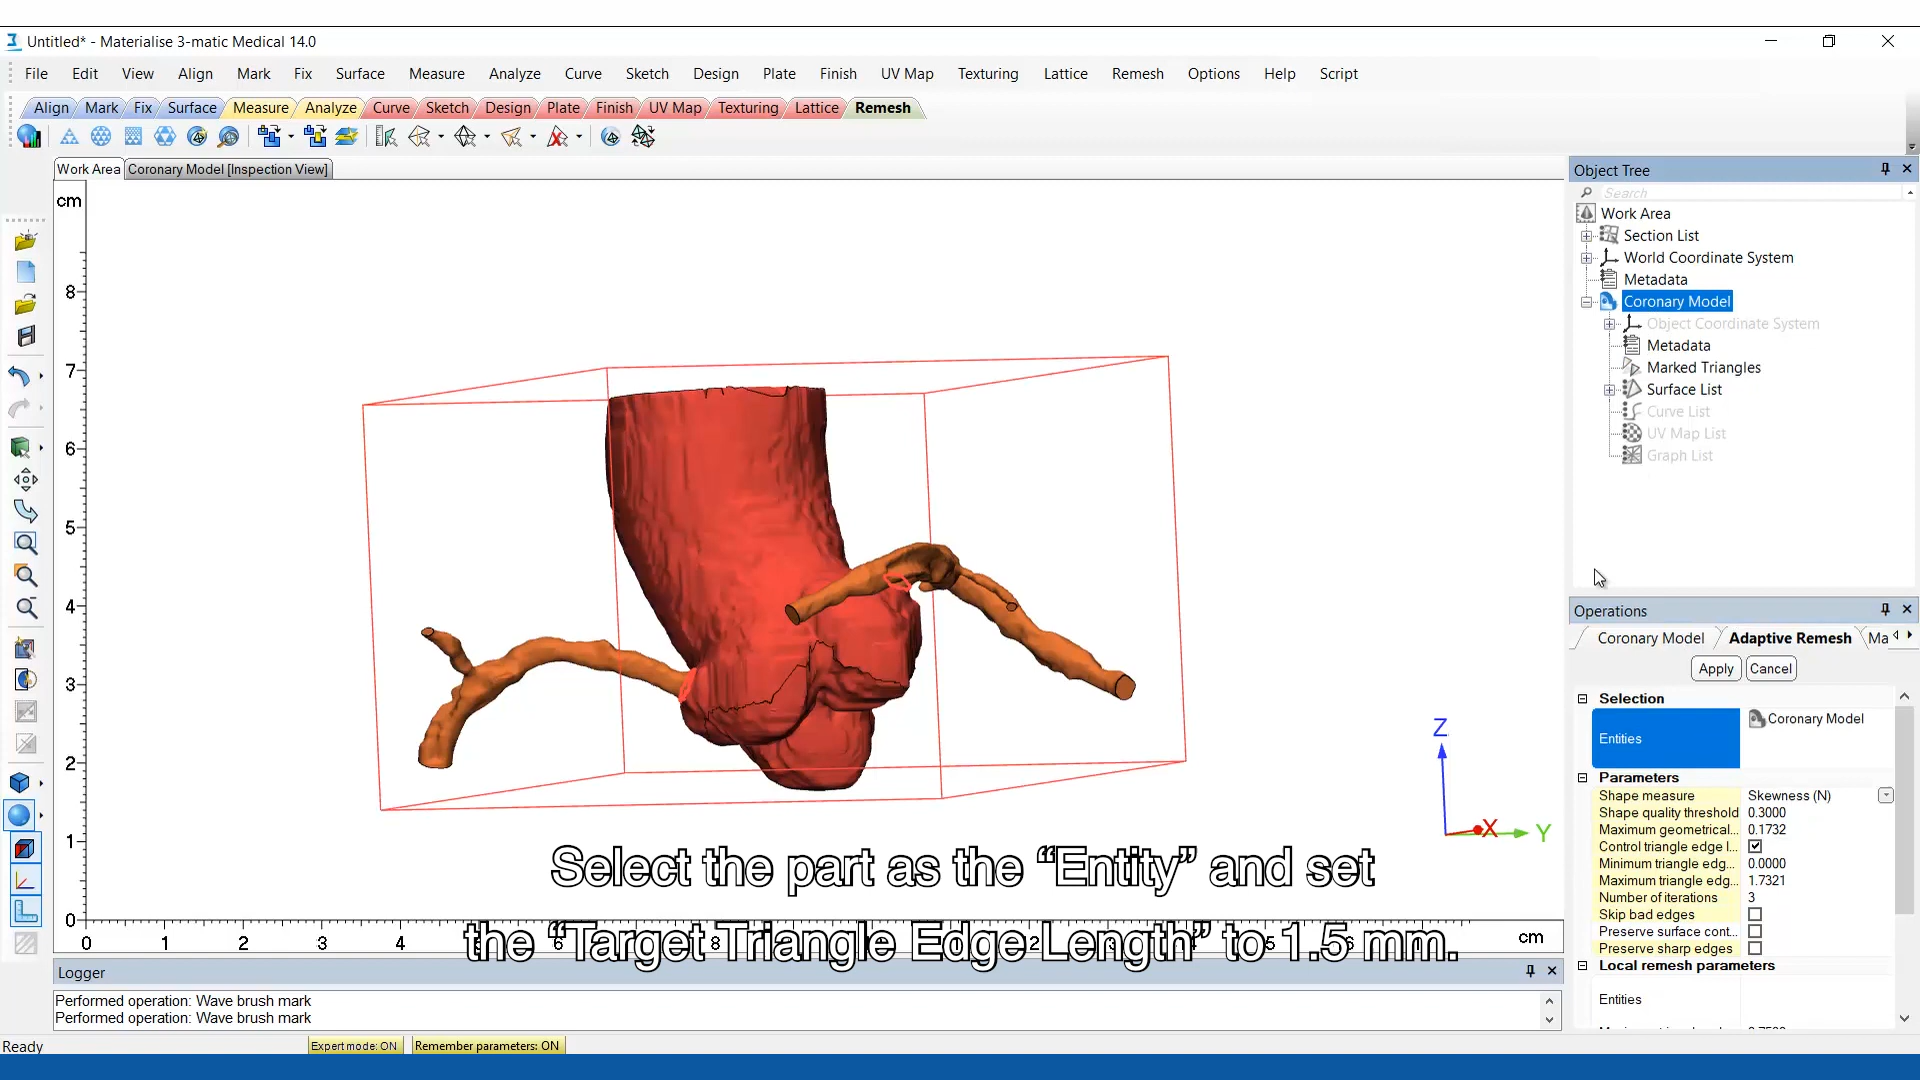 Untitled* - Materialise 3-matic Medical 14.0
File Edit View Align Mark Fix Surface Measure Analyze Curve Sketch Design Plate Finish UV Map Texturing Lattice Remesh Options Help Script
Align Mark Fix Surface Measure Analyze Curve Sketch Design Plate Finish UV Map Texturing Lattice Remesh
Work Area Coronary Model [Inspection View]
cm
8
7
6
5
4
3
2
1
0
0 1 2 3 4
6
8
cm
Z
X
Y
Select the part as the “Entity” and set
the “Target Triangle Edge Length” to 1.5 mm.
Logger
Performed operation: Wave brush mark
Performed operation: Wave brush mark
Ready
Expert mode: ON
Remember parameters: ON
Object Tree
Search
Work Area
Section List
World Coordinate System
Metadata
Coronary Model
Object Coordinate System
Metadata
Marked Triangles
Surface List
Curve List
UV Map List
Graph List
Operations
Coronary Model Adaptive Remesh Ma
Apply Cancel
Selection
Entities Coronary Model
Parameters
Shape measure Skewness (N)
Shape quality threshold 0.3000
Maximum geometrical... 0.1732
Control triangle edge l...
Minimum triangle edg... 0.0000
Maximum triangle edg... 1.7321
Number of iterations 3
Skip bad edges
Preserve surface cont...
Preserve sharp edges
Local remesh parameters
Entities